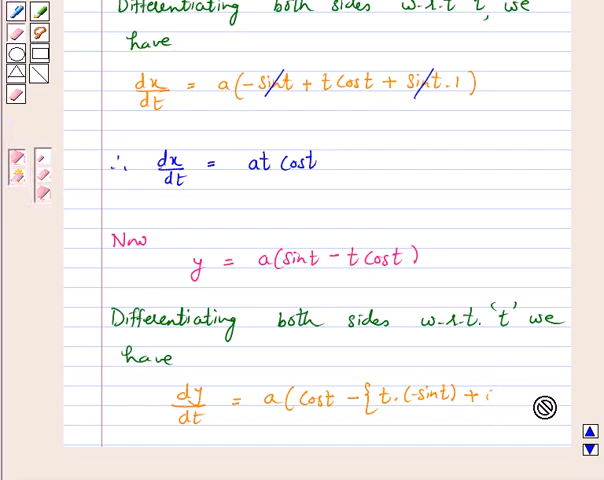 Differentiating both sides w.r.t 't', we
have
dx/dt = a(-Sint + t Cost + Sint.1)
∴ dx/dt = at Cost
Now
y = a(Sint - t Cost)
Differentiating both sides w.r.t. 't' we
have
dy/dt = a(Cost - { t.(-Sint) +